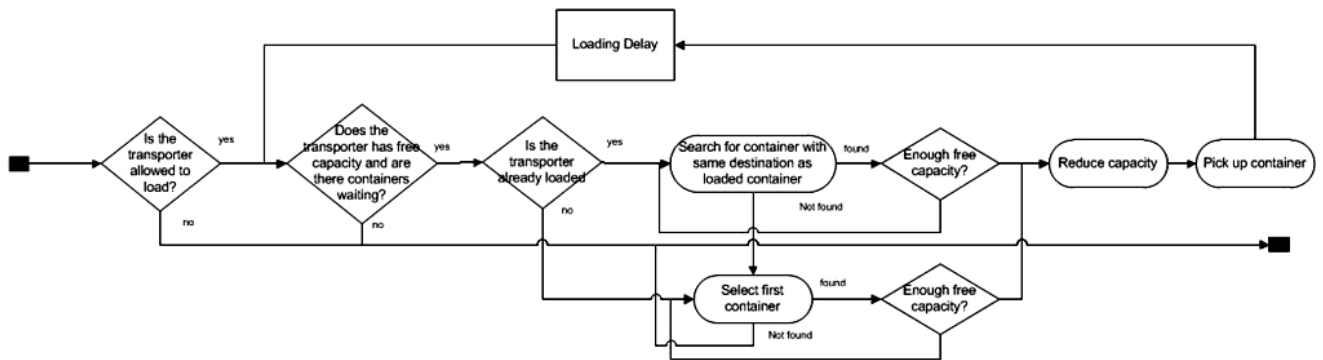 Loading Delay
Is the
transporter
allowed to
load?
yes
no
Does the
transporter has free
capacity and are
there containers
waiting?
yes
no
Is the
transporter
already loaded
yes
no
Search for container with
same destination as
loaded container
found
Not found
Enough free
capacity?
Reduce capacity
Pick up container
Select first
container
found
Not found
Enough free
capacity?